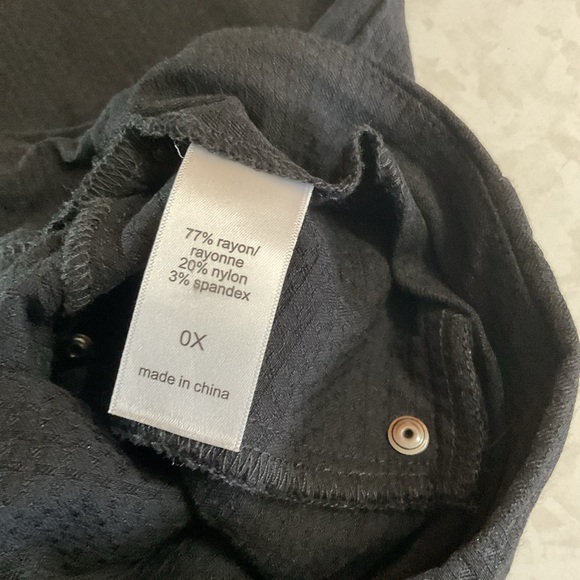 77% rayon/
rayonne
20% nylon
3% spandex
0X
made in china